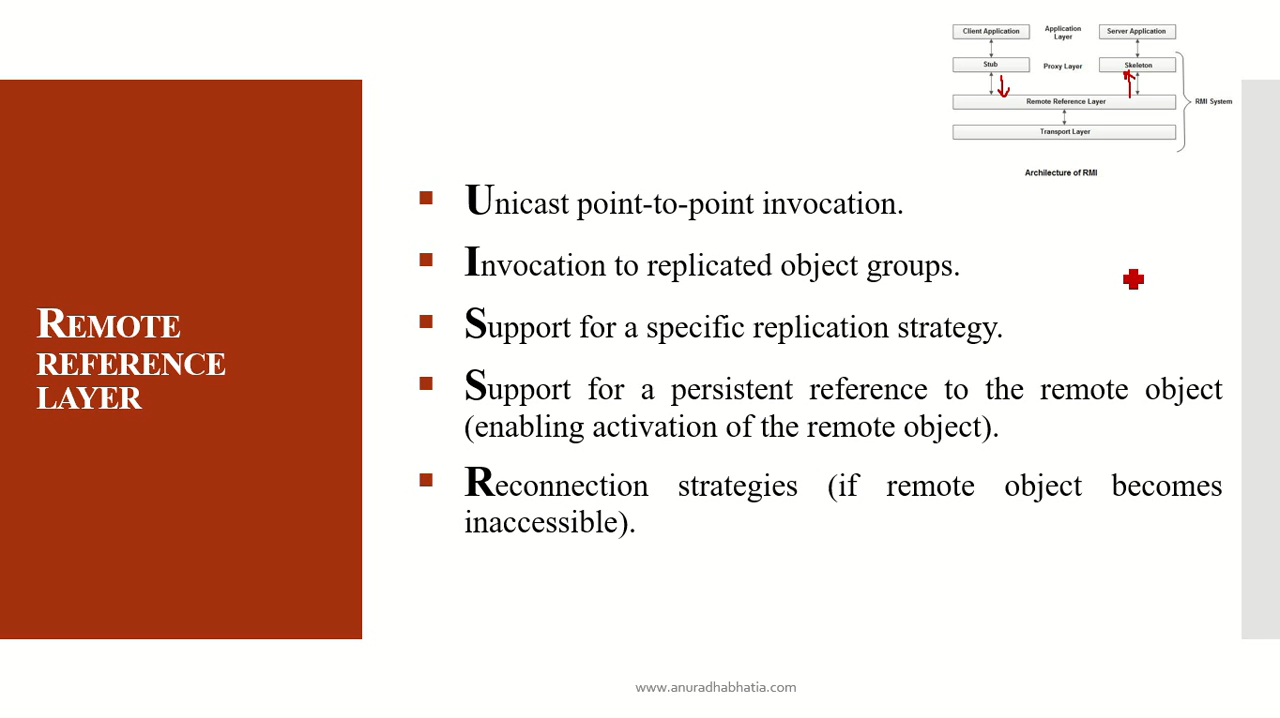 Client Application
Application
Layer
Server Application
Stub
Proxy Layer
Skeleton
Remote Reference Layer
RMI System
Transport Layer
Architecture of RMI
Unicast point-to-point invocation.
Invocation to replicated object groups.
Support for a specific replication strategy.
Support for a persistent reference to the remote object
(enabling activation of the remote object).
Reconnection strategies (if remote object becomes
inaccessible).
REMOTE
REFERENCE
LAYER
www.anuradhabhatia.com